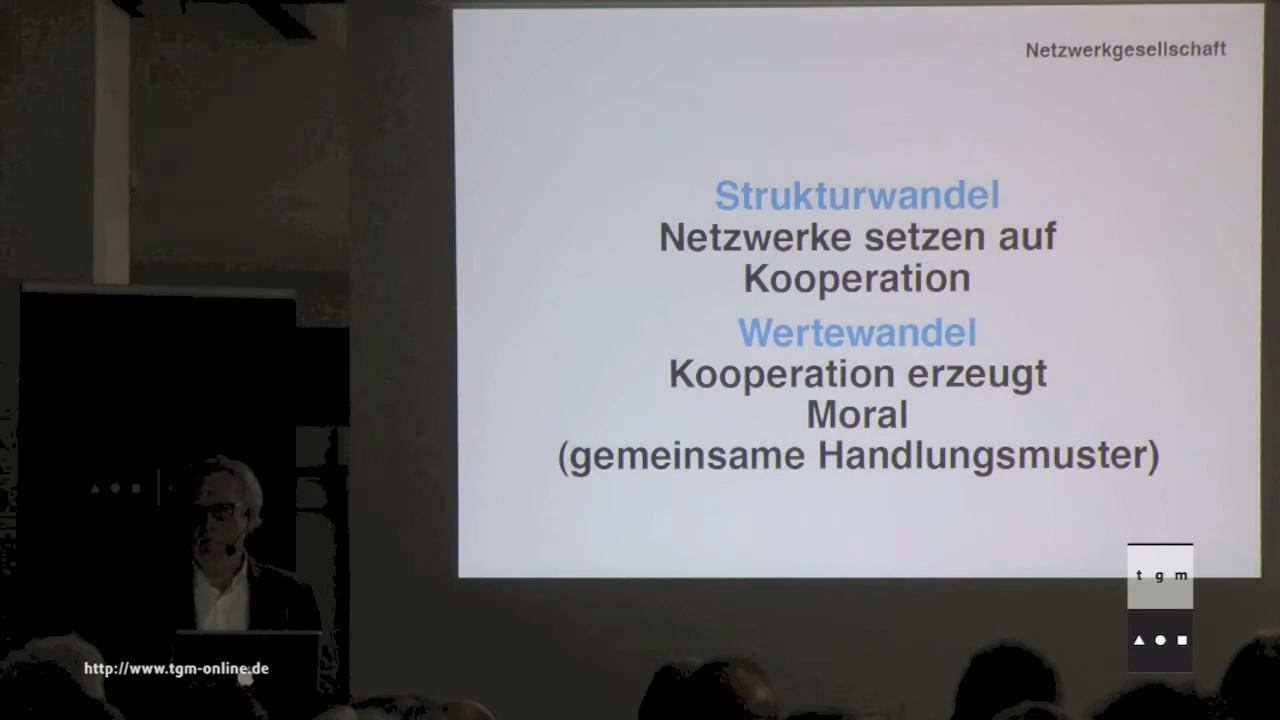 Netzwerkgesellschaft
Strukturwandel
Netzwerke setzen auf
Kooperation
Wertewandel
Kooperation erzeugt
Moral
(gemeinsame Handlungsmuster)
t g m
http://www.tgm-online.de